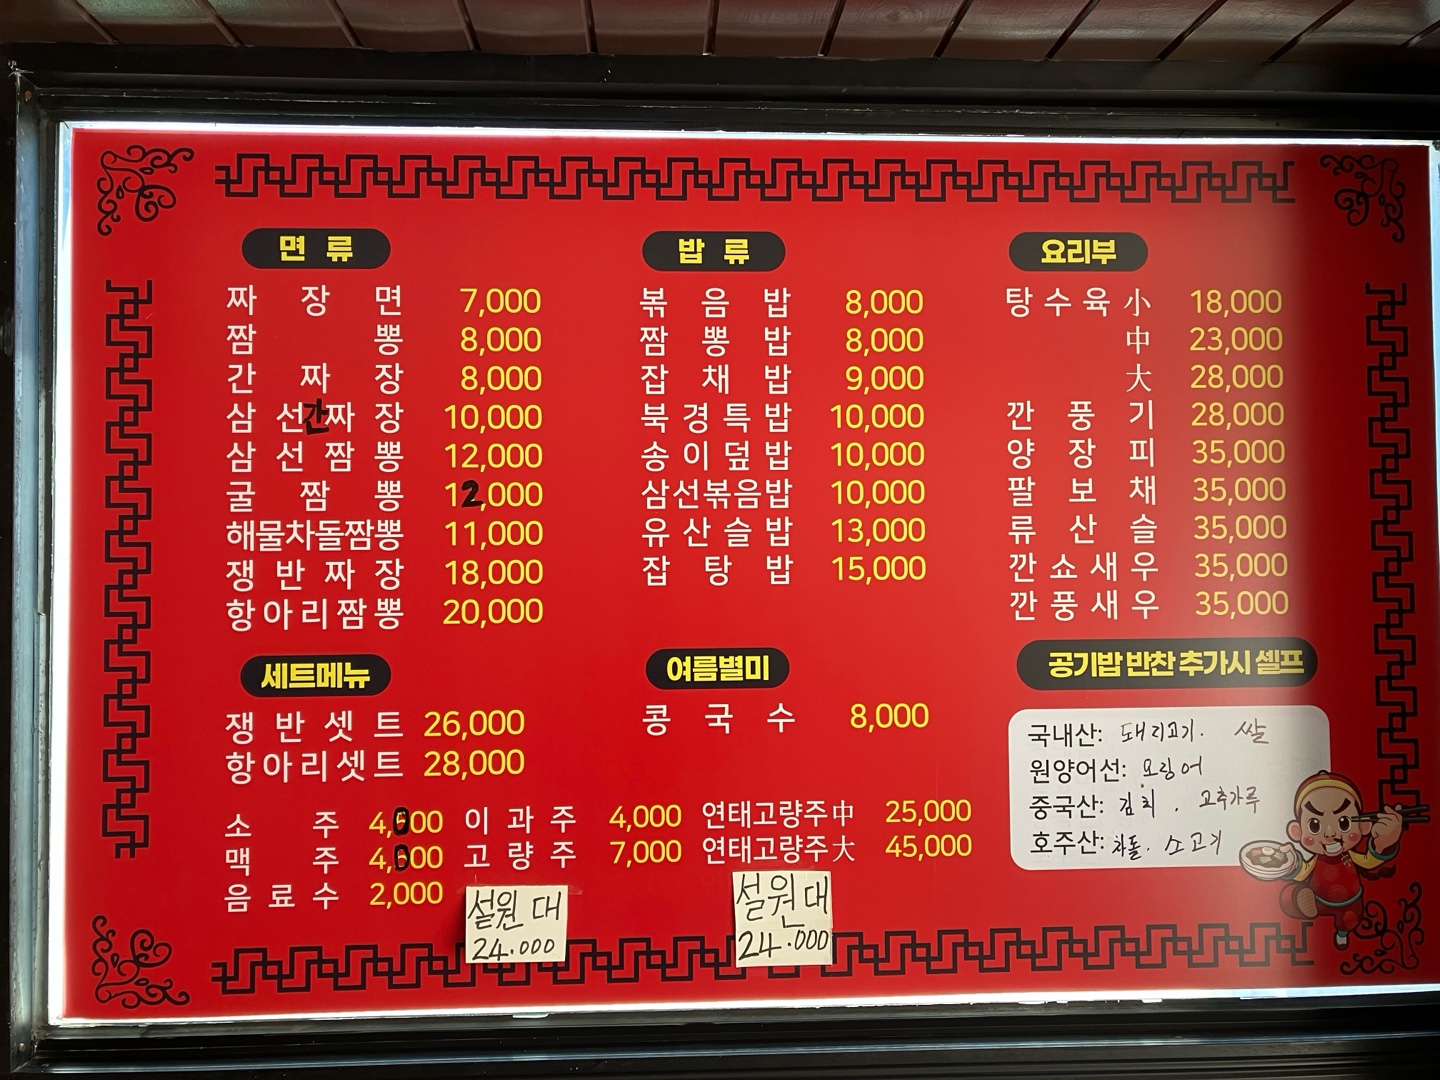 면 류
짜 장 면 7,000
짬 뽕 8,000
간 짜 장 8,000
삼 선 간 짜 장 10,000
삼 선 짬 뽕 12,000
굴 짬 뽕 12,000
해물차돌짬뽕 11,000
쟁 반 짜 장 18,000
항아리짬뽕 20,000
밥 류
볶 음 밥 8,000
짬 뽕 밥 8,000
잡 채 밥 9,000
북 경 특 밥 10,000
송 이 덮 밥 10,000
삼선볶음밥 10,000
유 산 슬 밥 13,000
잡 탕 밥 15,000
요리부
탕 수 육 小 18,000
中 23,000
大 28,000
깐 풍 기 28,000
양 장 피 35,000
팔 보 채 35,000
류 산 슬 35,000
깐 쇼 새 우 35,000
깐 풍 새 우 35,000
세트메뉴
쟁 반 셋 트 26,000
항아리셋트 28,000
여름별미
콩 국 수 8,000
공기밥 반찬 추가시 셀프
국내산: 돼지고기. 쌀
원양어선: 오징어
중국산: 김치. 고추가루
호주산: 차돌. 소고기
소 주 4,000 이 과 주 4,000 연태고량주中 25,000
맥 주 4,000 고 량 주 7,000 연태고량주大 45,000
음 료 수 2,000
설원 대
24.000
설원대
24.000